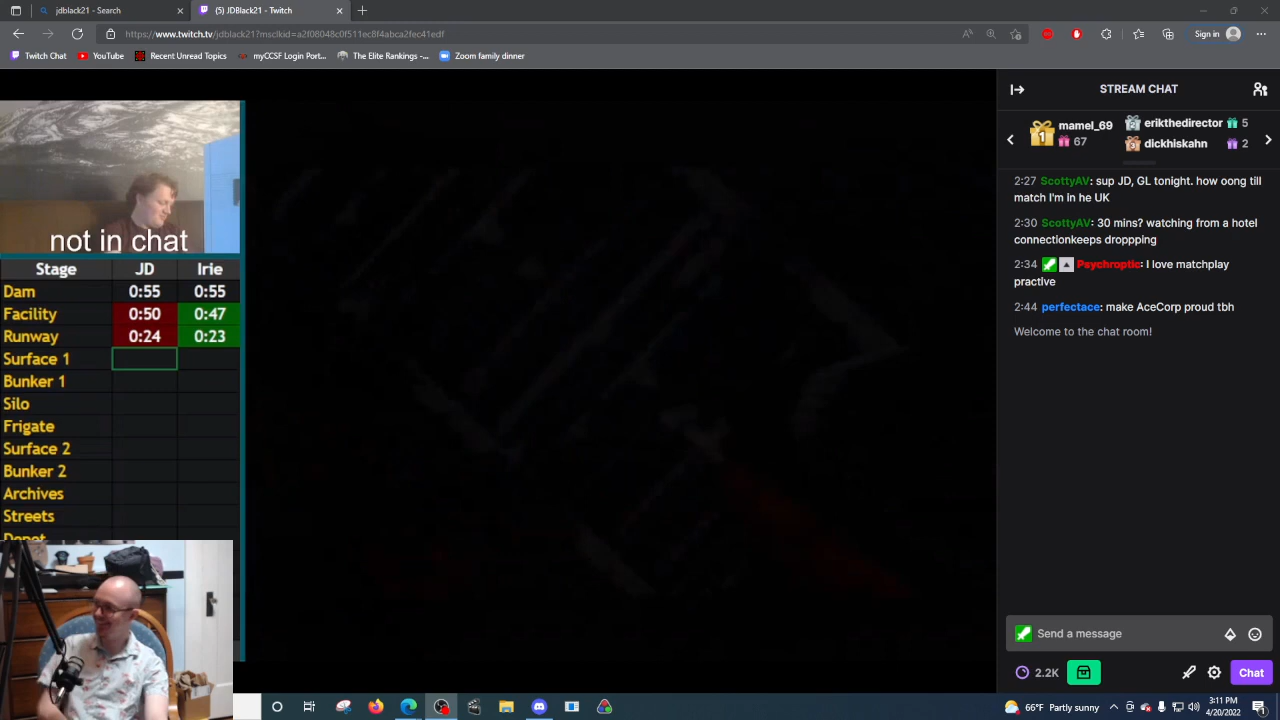 jdblack21 - Search
(5) JDBlack21 - Twitch
https://www.twitch.tv/jdblack21?msclkid=a2f08048c0f511ec8f4abca2fec41edf
Sign in
Twitch Chat
YouTube
Recent Unread Topics
myCCSF Login Port...
The Elite Rankings -...
Zoom family dinner
not in chat
Stage JD Irie
Dam 0:55 0:55
Facility 0:50 0:47
Runway 0:24 0:23
Surface 1
Bunker 1
Silo
Frigate
Surface 2
Bunker 2
Archives
Streets
Depot
STREAM CHAT
1 mamel_69 67
2 erikthedirector 5
3 dickhiskahn 2
2:27 ScottyAV: sup JD, GL tonight. how oong till
match I'm in he UK
2:30 ScottyAV: 30 mins? watching from a hotel
connectionkeeps droppping
2:34 Psychroptic: I love matchplay
practive
2:44 perfectace: make AceCorp proud tbh
Welcome to the chat room!
Send a message
2.2K
Chat
66°F Partly sunny
3:11 PM
4/20/2022